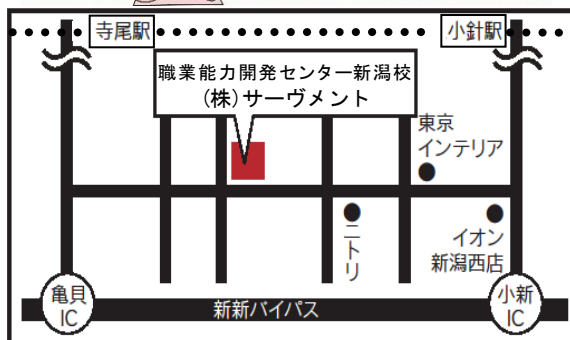 寺尾駅
小針駅
職業能力開発センター新潟校
(株)サーヴメント
東京
インテリア
ニトリ
イオン
新潟西店
亀貝
IC
新新バイパス
小新
IC